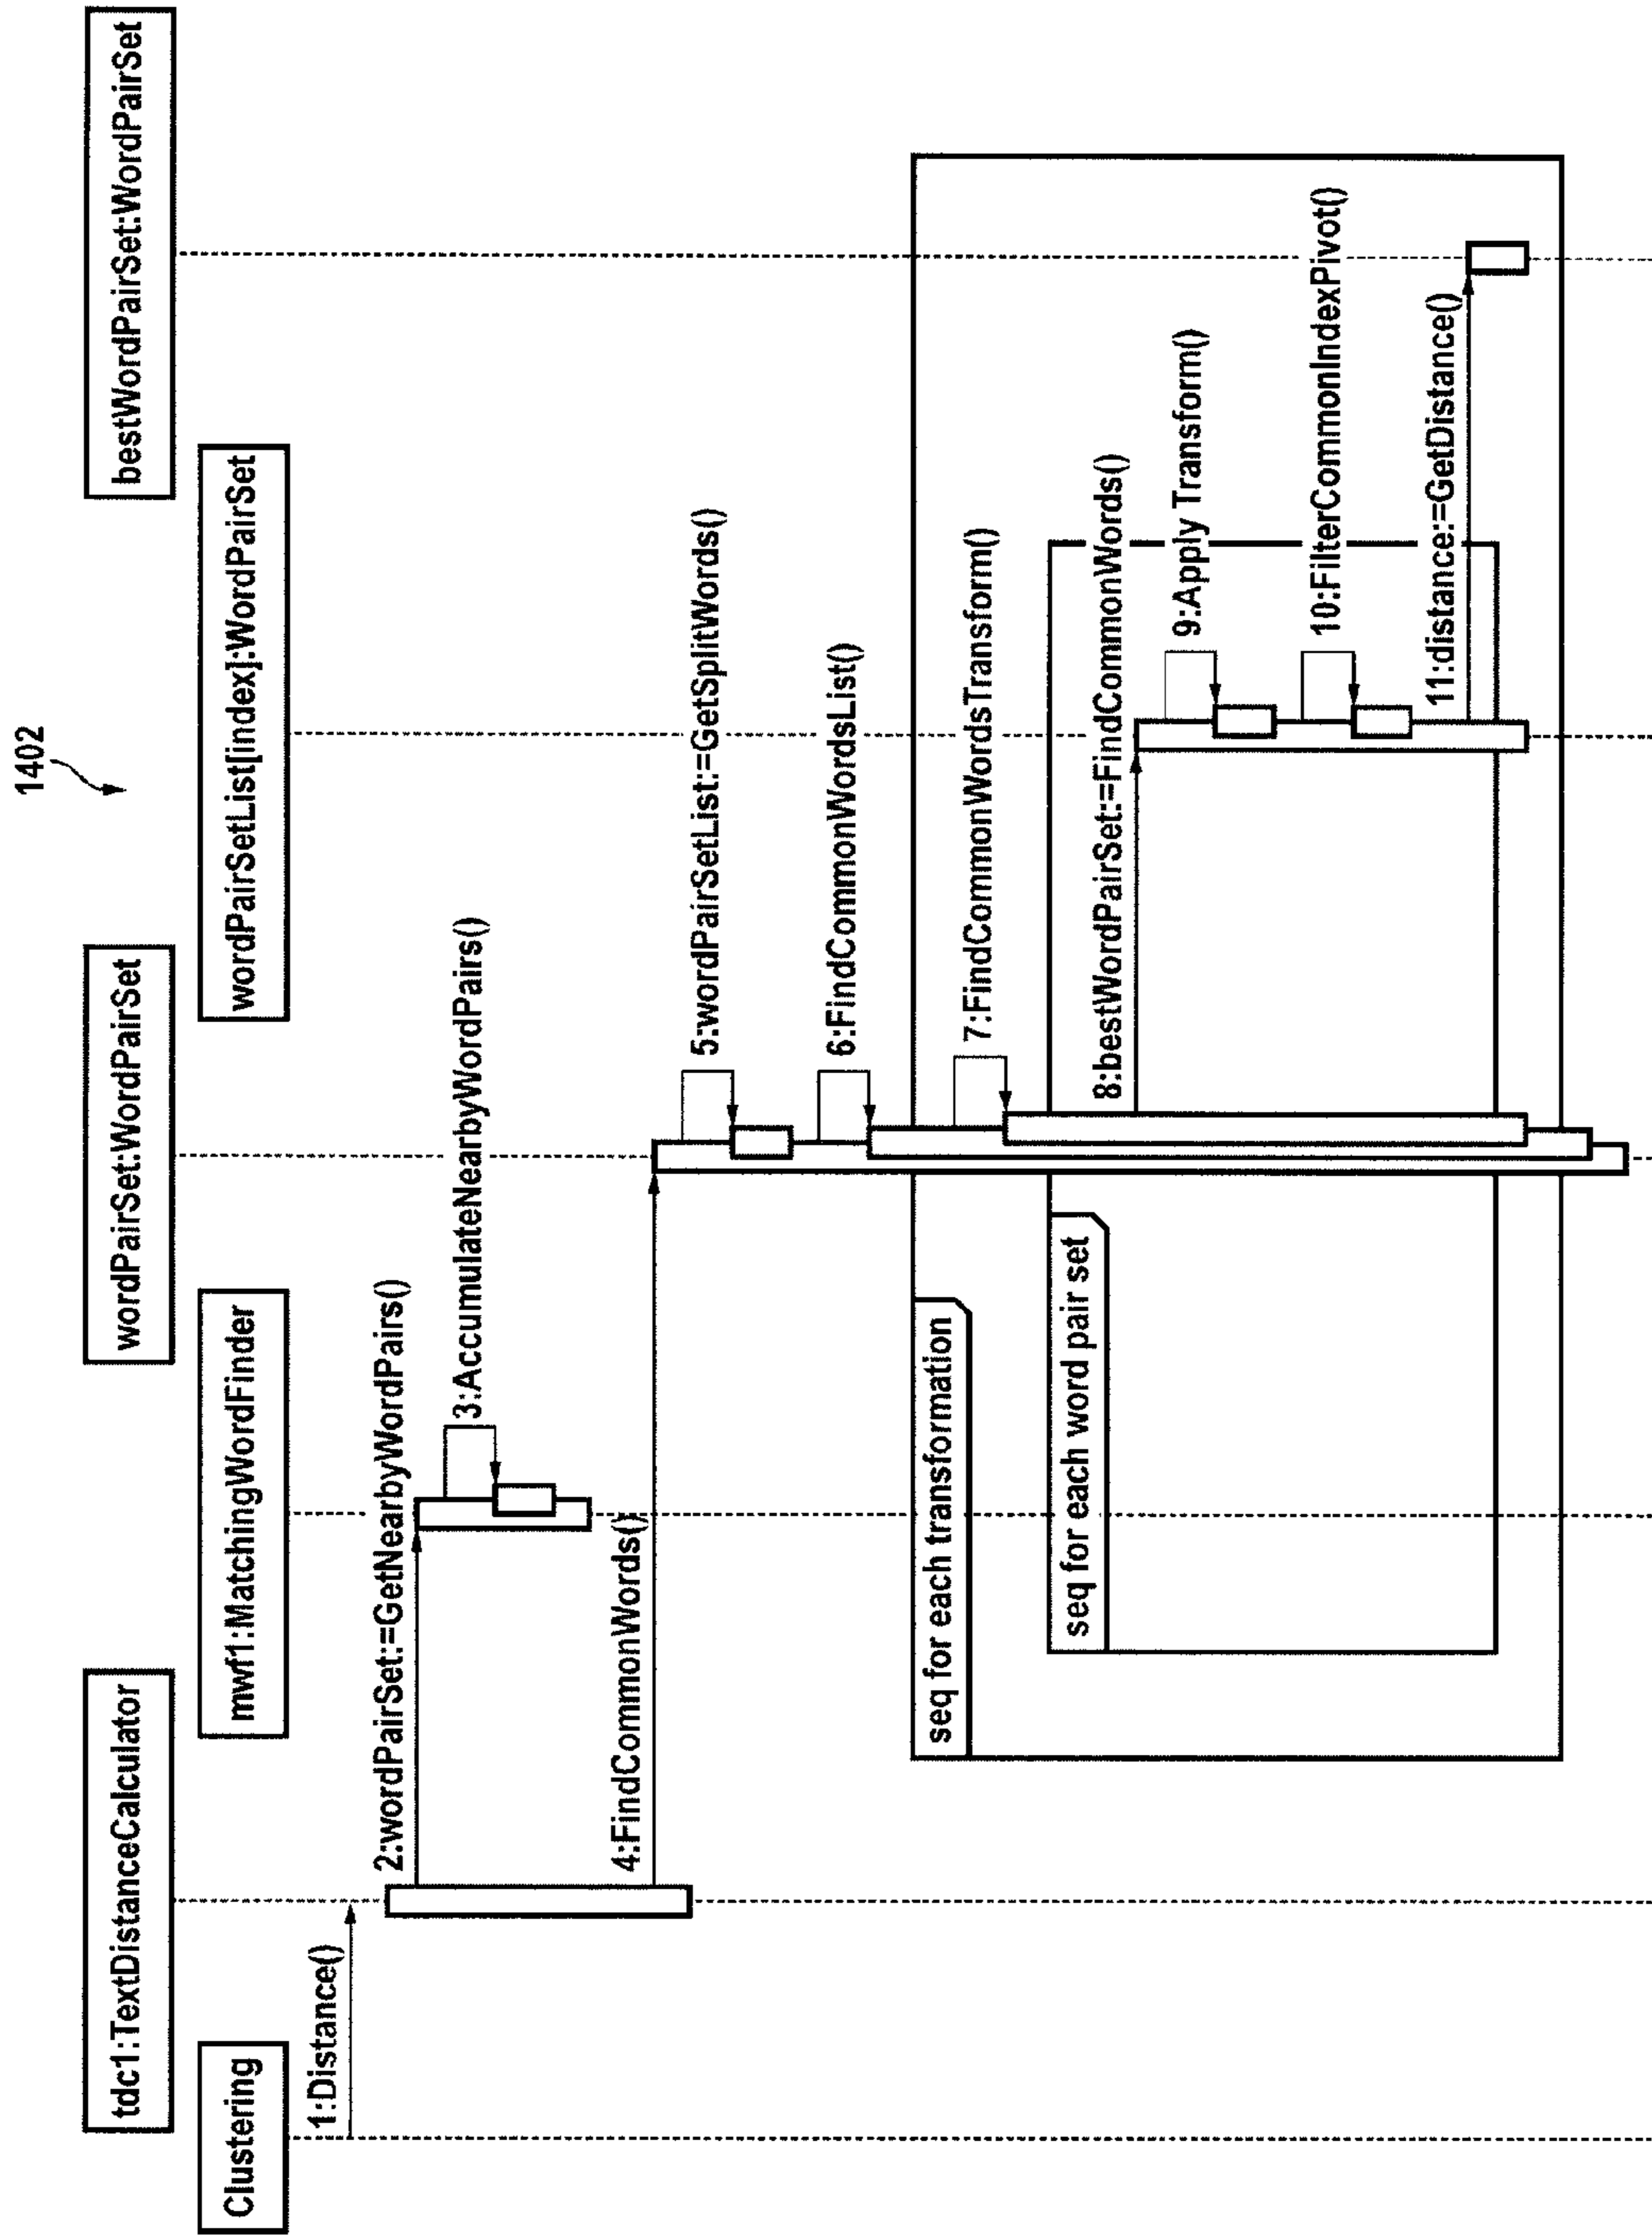 1402
tdc1:TextDistanceCalculator
wordPairSet:WordPairSet
bestWordPairSet:WordPairSet
Clustering
mwf1:MatchingWordFinder
wordPairSetList[index]:WordPairSet
1:Distance()
2:wordPairSet:=GetNearbyWordPairs()
3:AccumulateNearbyWordPairs()
4:FindCommonWords()
5:wordPairSetList:=GetSplitWords()
6:FindCommonWordsList()
seq for each transformation
7:FindCommonWordsTransform()
seq for each word pair set
8:bestWordPairSet:=FindCommonWords()
9:Apply Transform()
10:FilterCommonIndexPivot()
11:distance:=GetDistance()